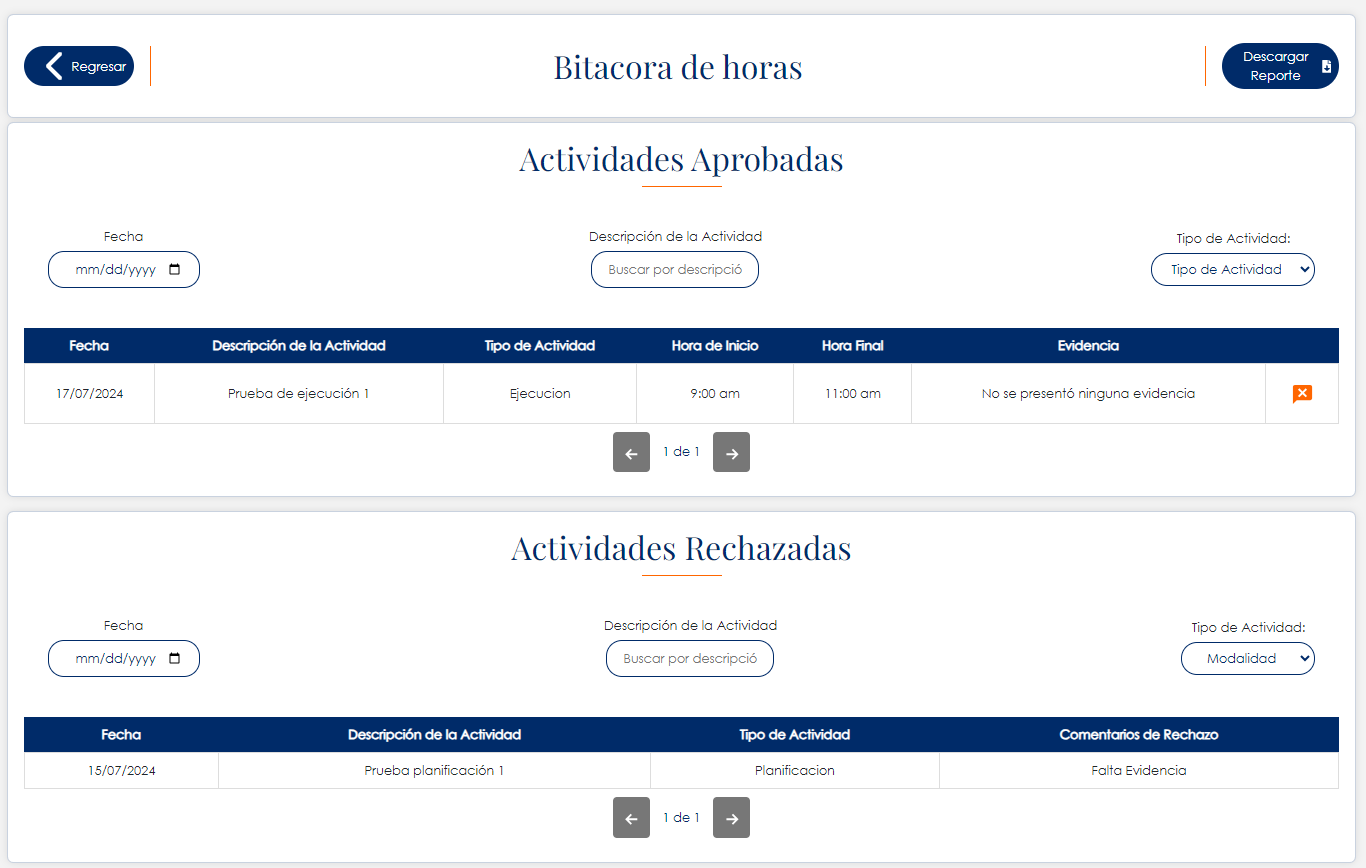 Regresar
Bitacora de horas
Descargar
Reporte
Actividades Aprobadas
Fecha
Descripción de la Actividad
Tipo de Actividad:
mm/dd/yyyy
Buscar por descripció
Tipo de Actividad
Fecha Descripción de la Actividad Tipo de Actividad Hora de Inicio Hora Final Evidencia
17/07/2024 Prueba de ejecución 1 Ejecucion 9:00 am 11:00 am No se presentó ninguna evidencia
1 de 1
Actividades Rechazadas
Fecha
Descripción de la Actividad
Tipo de Actividad:
mm/dd/yyyy
Buscar por descripció
Modalidad
Fecha Descripción de la Actividad Tipo de Actividad Comentarios de Rechazo
15/07/2024 Prueba planificación 1 Planificacion Falta Evidencia
1 de 1